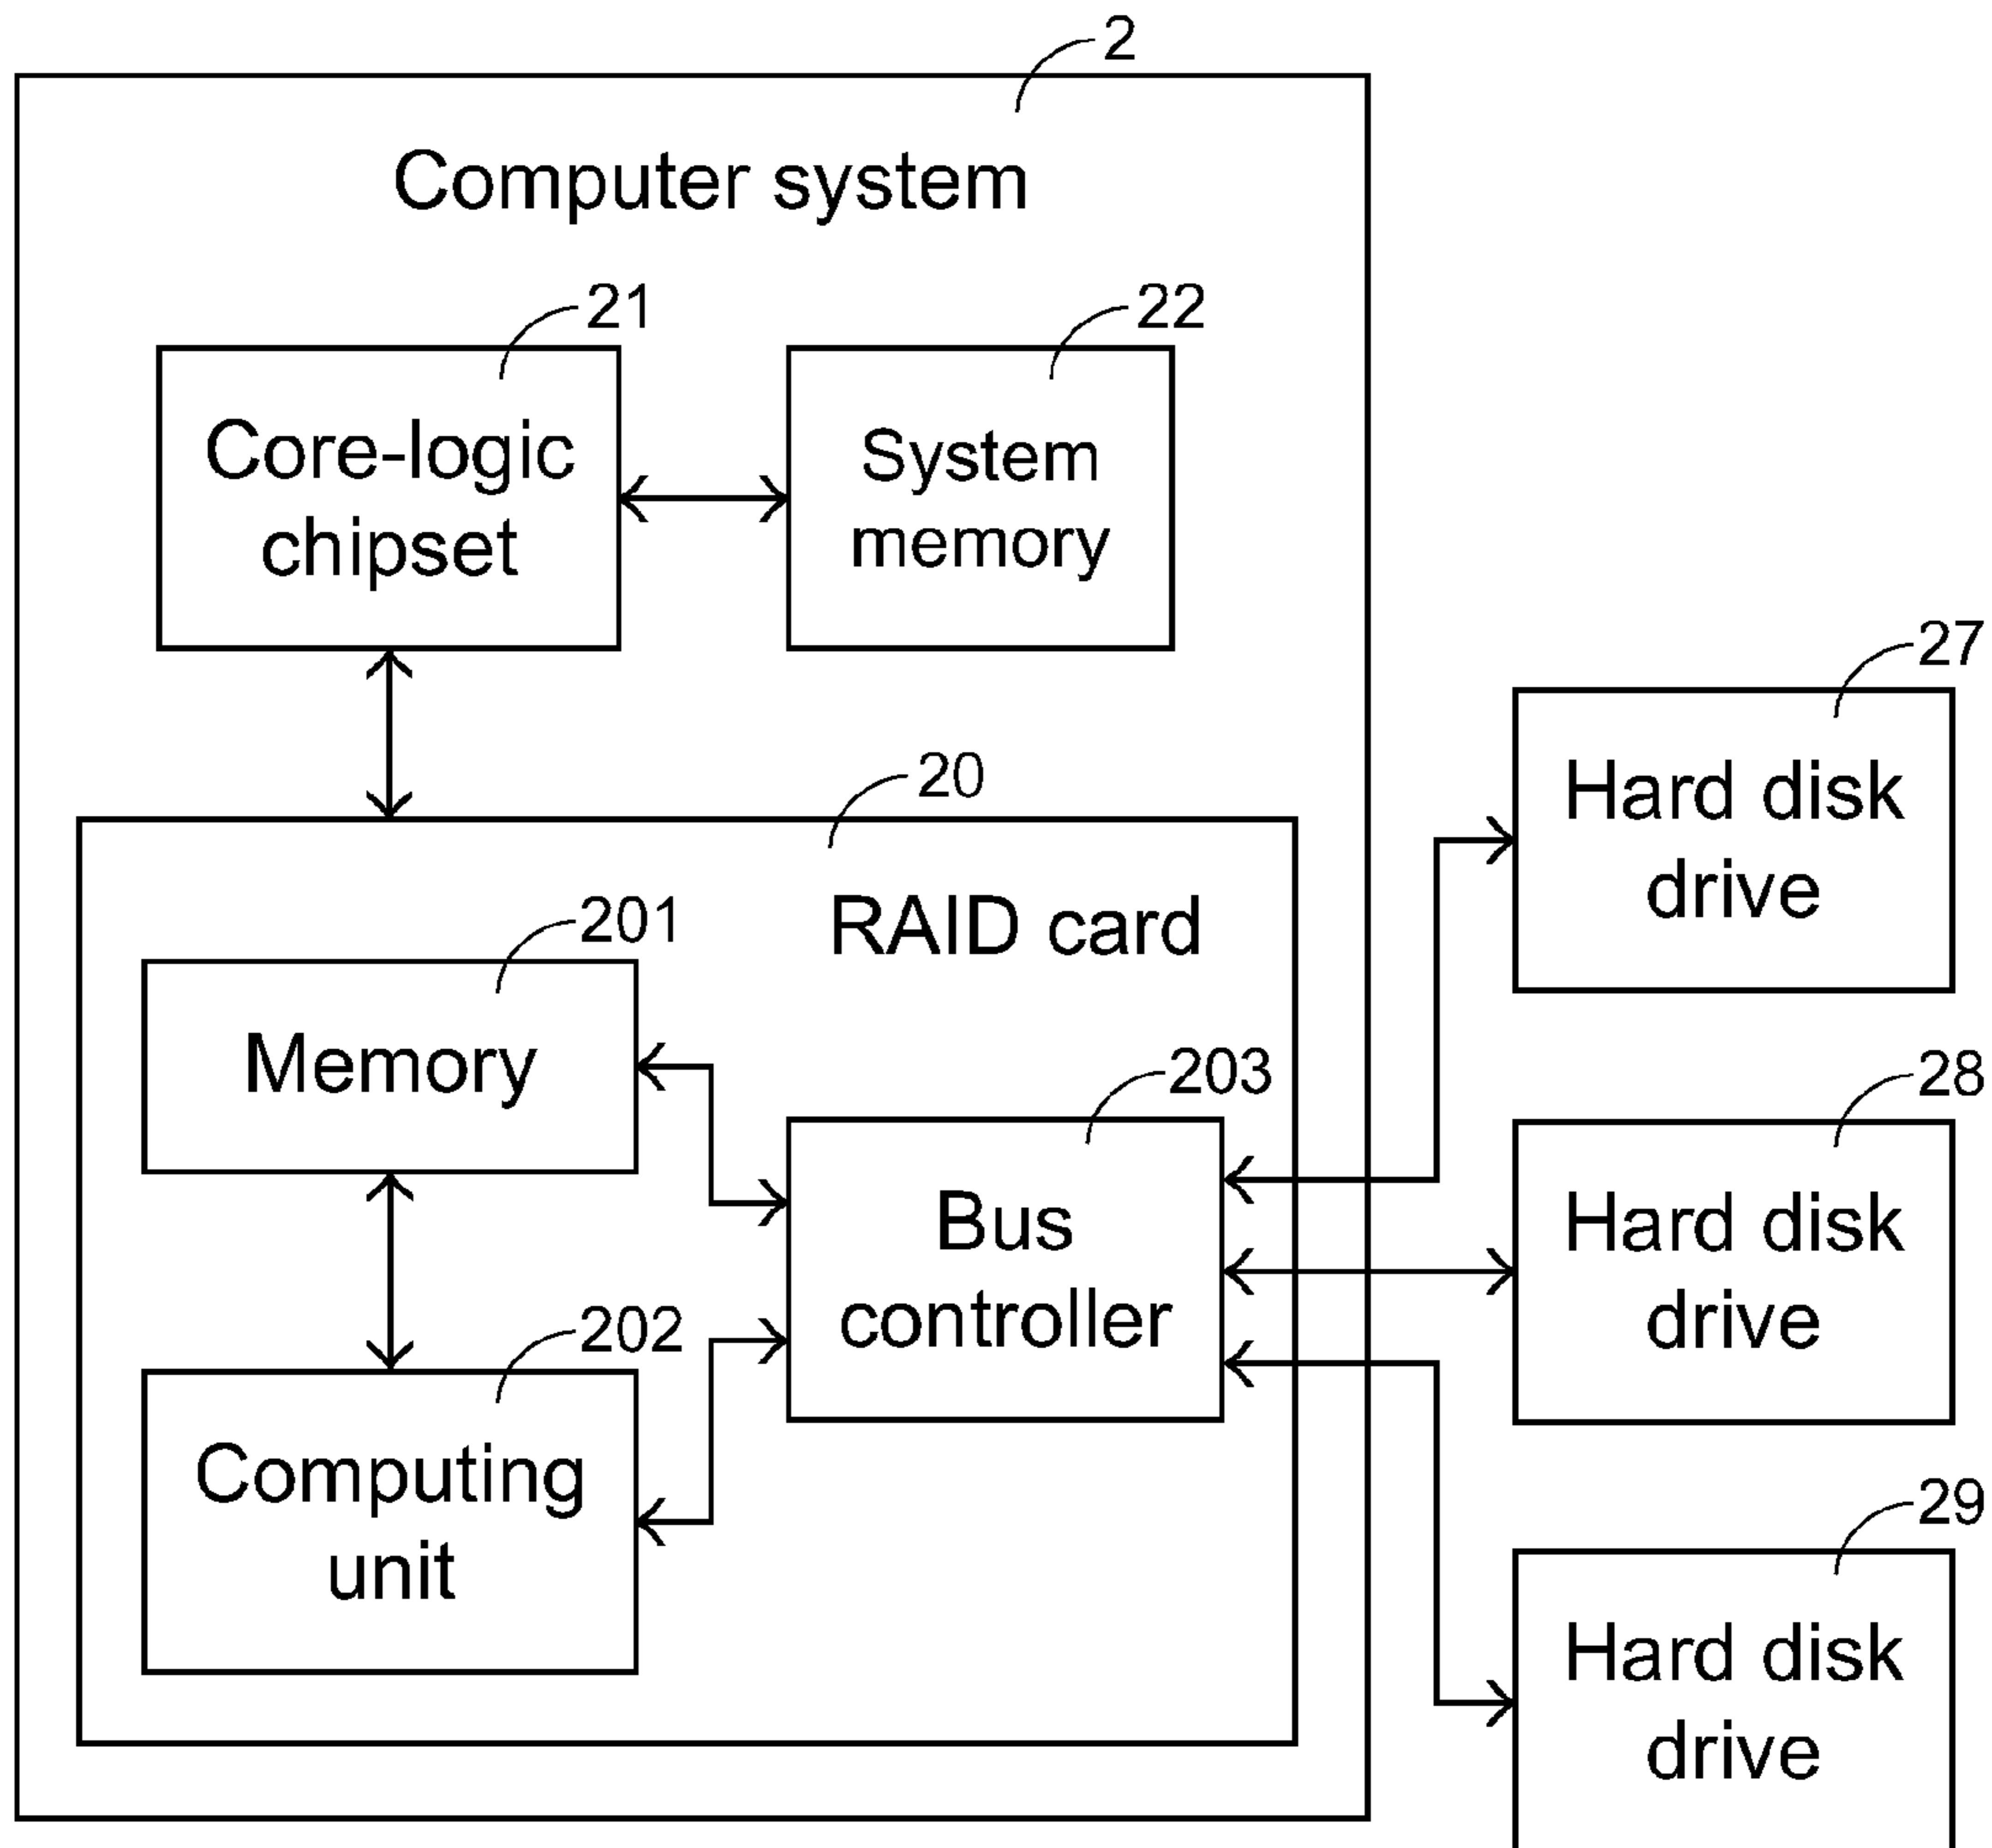 2
Computer system
21
22
Core-logic
chipset
System
memory
27
Hard disk
drive
20
RAID card
201
Memory
203
Bus
controller
28
Hard disk
drive
202
Computing
unit
29
Hard disk
drive